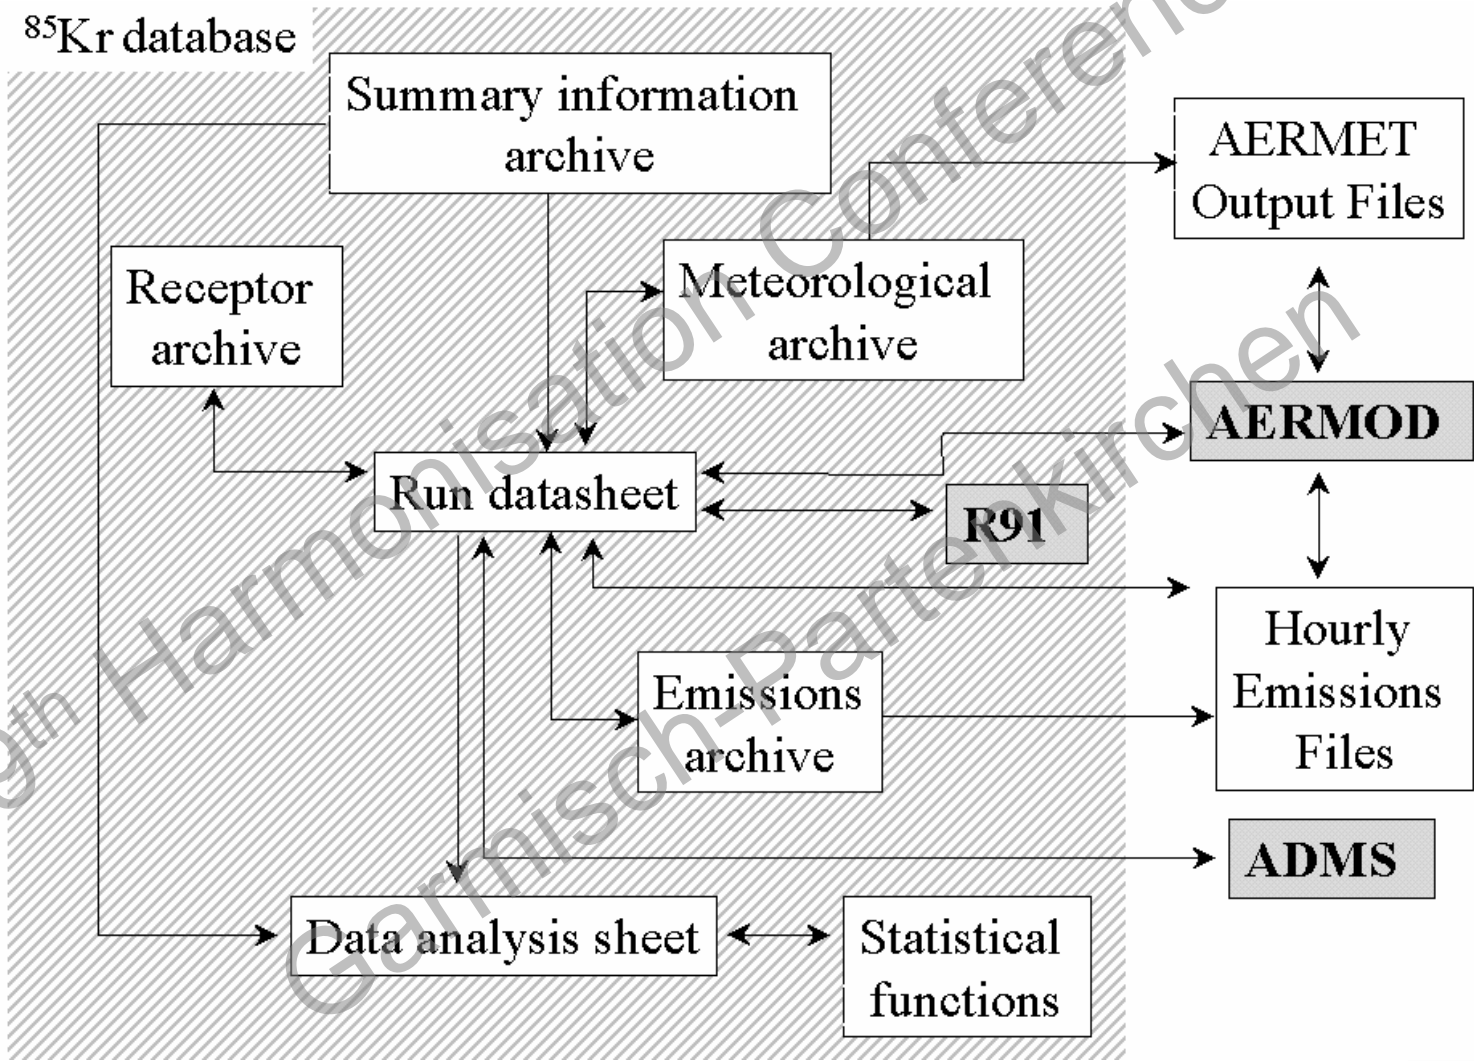 ⁸⁵Kr database
Summary information
archive
AERMET
Output Files
Receptor
archive
Meteorological
archive
AERMOD
Run datasheet
R91
Hourly
Emissions
Files
Emissions
archive
ADMS
Data analysis sheet
Statistical
functions
9th Harmonisation Conference
Garmisch-Partenkirchen